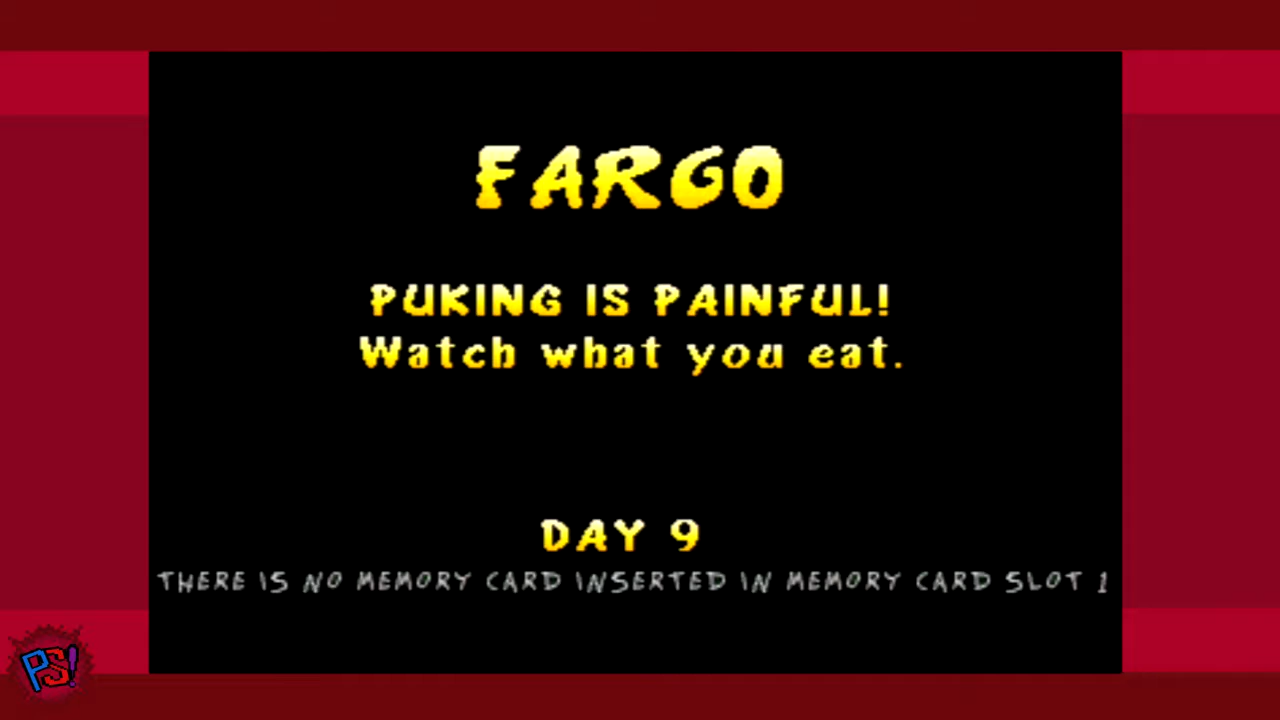 FARGO
PUKING IS PAINFUL!
Watch what you eat.
DAY 9
THERE IS NO MEMORY CARD INSERTED IN MEMORY CARD SLOT 1
PS!